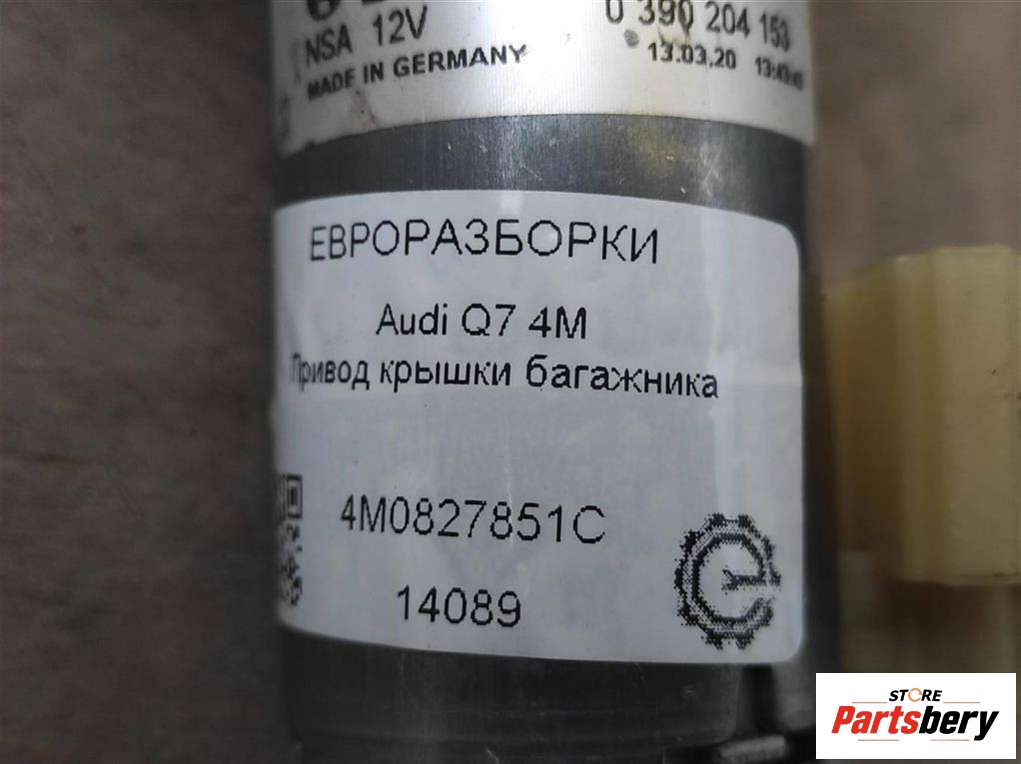 NSA 12V
0 390 204 153
MADE IN GERMANY
13.03.20
ЕВРОРАЗБОРКИ
Audi Q7 4M
Привод крышки багажника
4M0827851C
14089
STORE
Partsbery